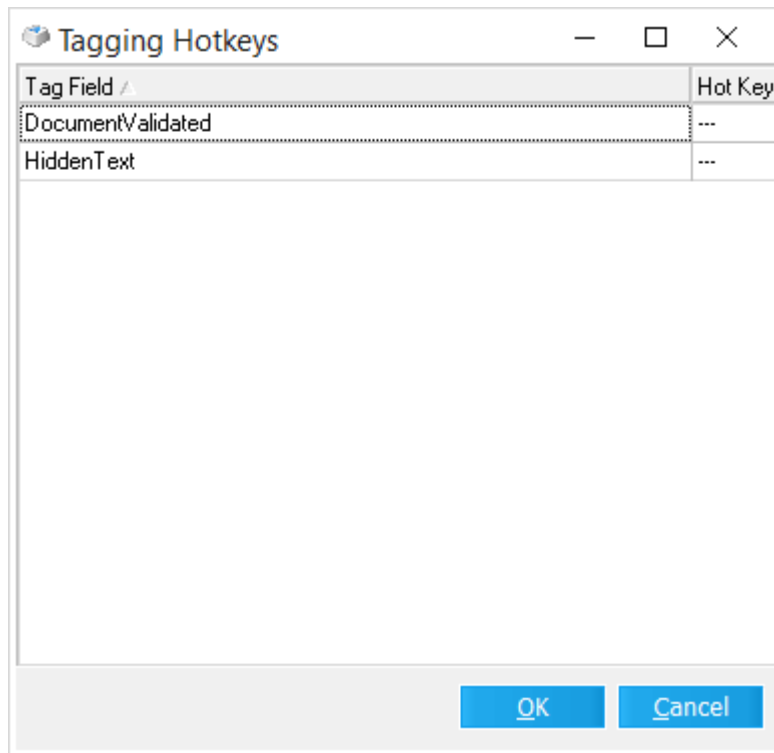 Tagging Hotkeys
Tag Field Hot Key
DocumentValidated ---
HiddenText ---
OK Cancel